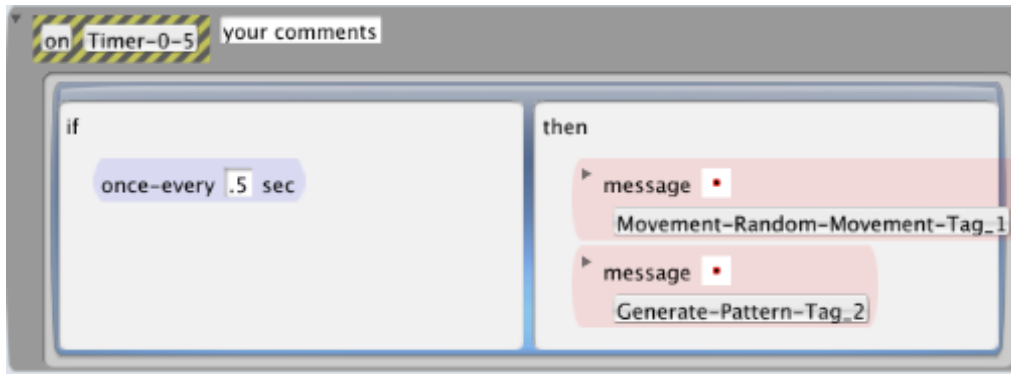 on Timer-0-5 your comments
if
once-every .5 sec
then
message
Movement-Random-Movement-Tag_1
message
Generate-Pattern-Tag_2